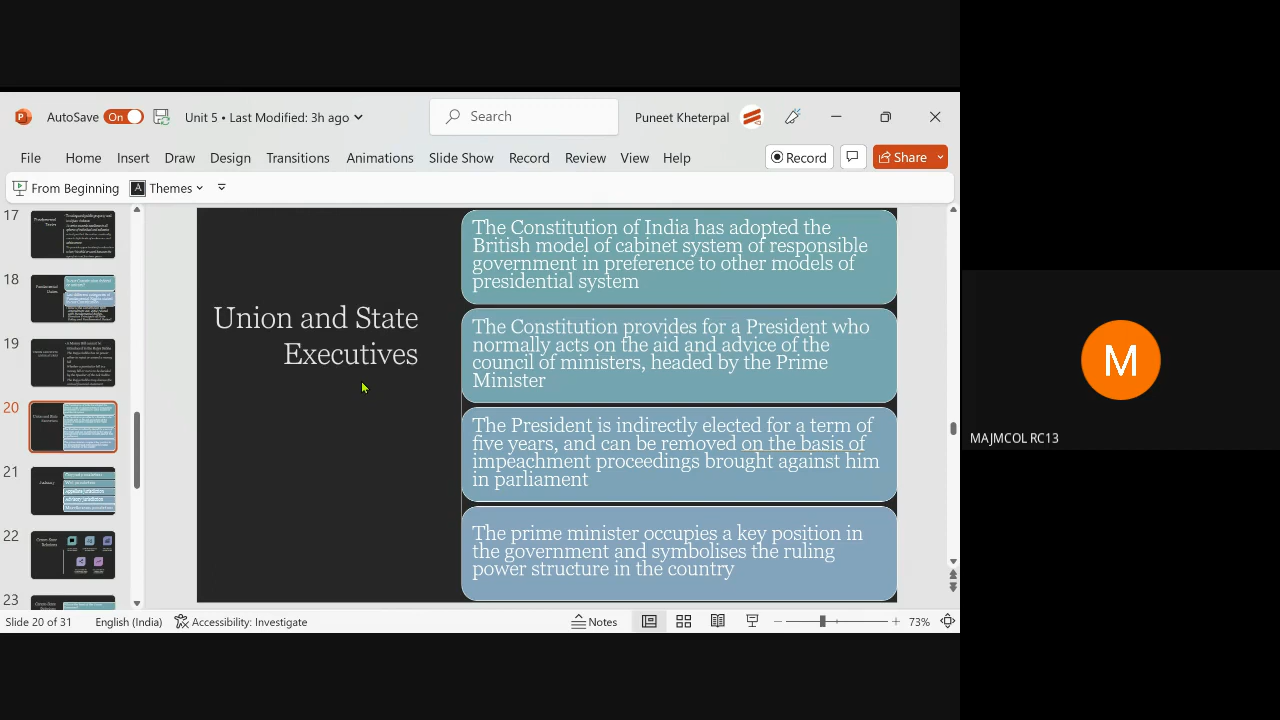 AutoSave On Unit 5 • Last Modified: 3h ago Search Puneet Kheterpal
File Home Insert Draw Design Transitions Animations Slide Show Record Review View Help Record Share
From Beginning A Themes
17
18
19
20
21
22
23
Judiciary
Appellate jurisdiction
Advisory jurisdiction
Union and State
Executives
The Constitution of India has adopted the
British model of cabinet system of responsible
government in preference to other models of
presidential system
The Constitution provides for a President who
normally acts on the aid and advice of the
council of ministers, headed by the Prime
Minister
The President is indirectly elected for a term of
five years, and can be removed on the basis of
impeachment proceedings brought against him
in parliament
The prime minister occupies a key position in
the government and symbolises the ruling
power structure in the country
Slide 20 of 31 English (India) Accessibility: Investigate Notes 73%
M
MAJMCOL RC13